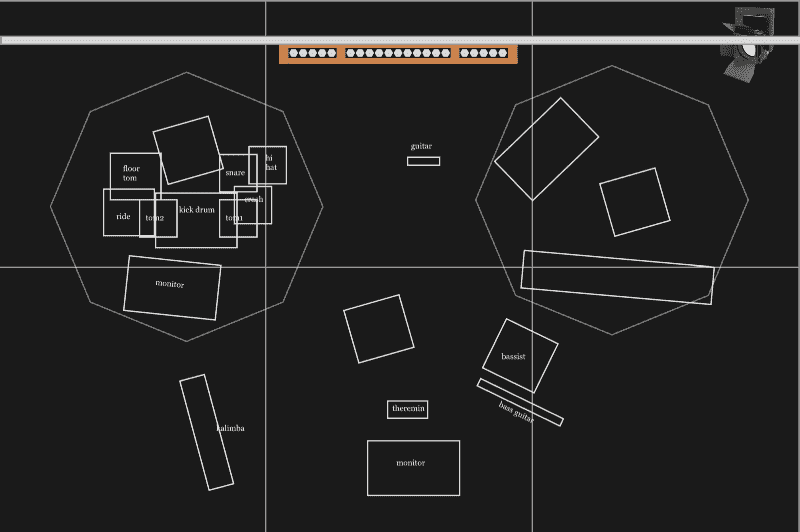 guitar
hi
hat
floor
tom
snare
crash
kick drum
ride
tom2
tom1
monitor
bassist
theremin
bass guitar
kalimba
monitor